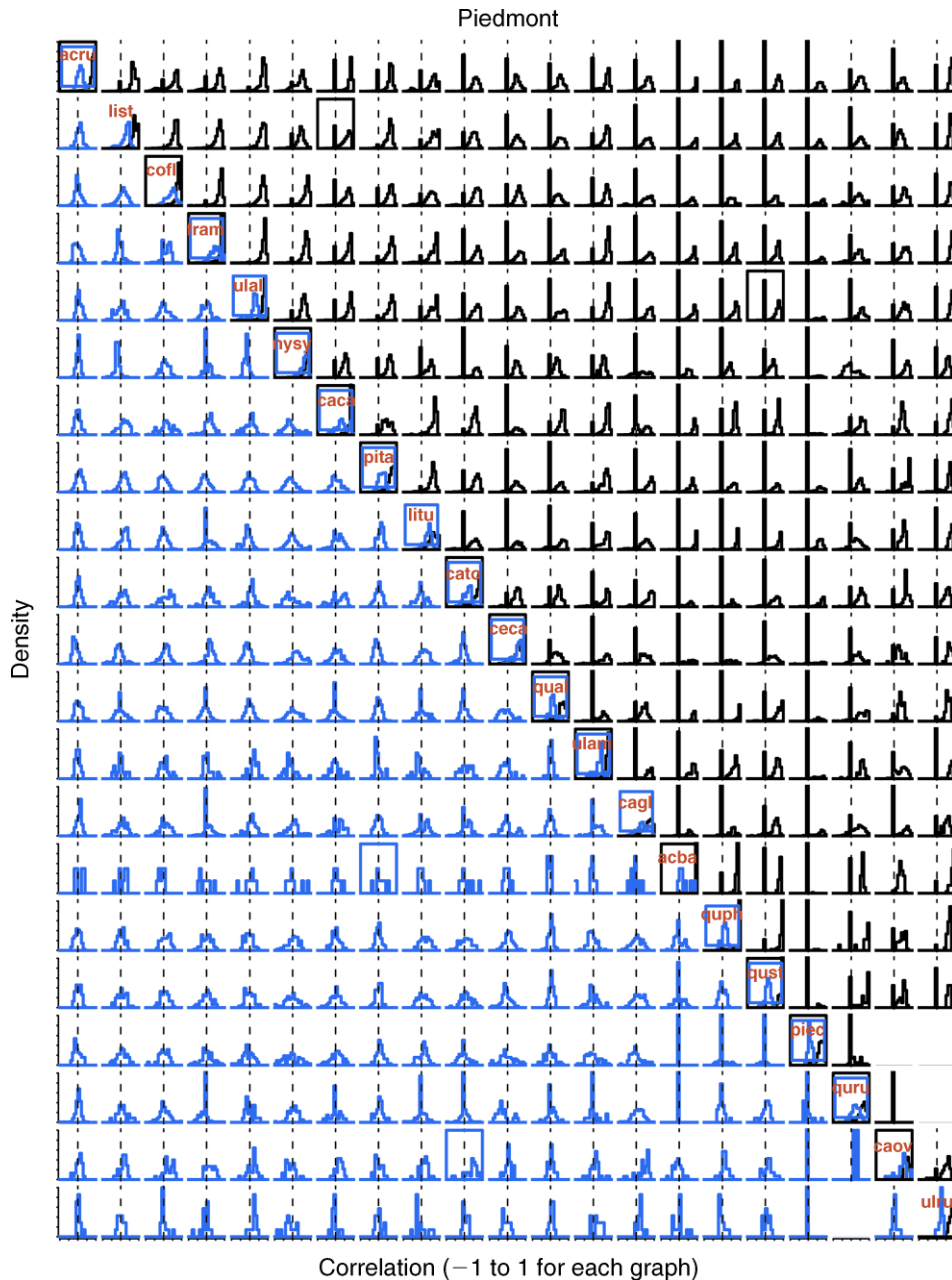 Piedmont
acru
list
cofl
fram
ulal
nysy
caca
pita
litu
cato
ceca
qual
ulam
cagl
acba
quph
qust
piec
quru
caov
ulru
Density
Correlation (−1 to 1 for each graph)